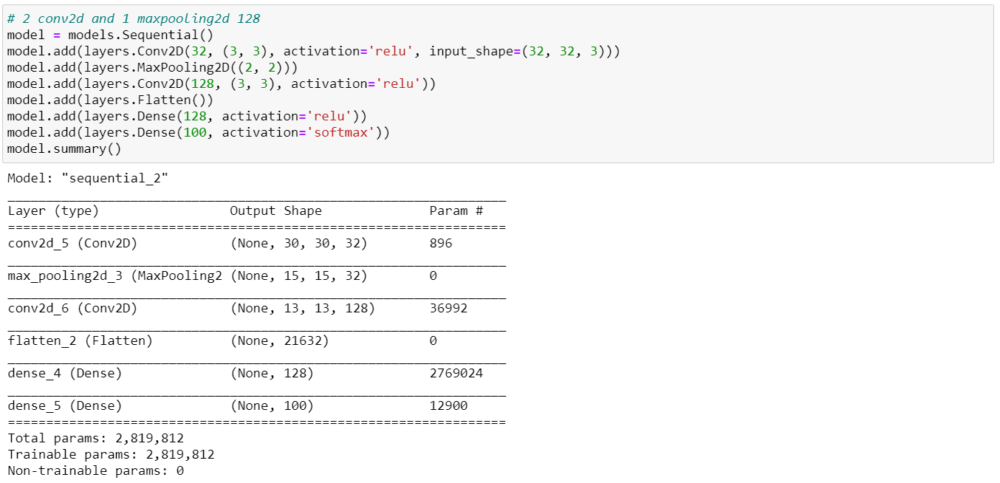 # 2 conv2d and 1 maxpooling2d 128
model = models.Sequential()
model.add(layers.Conv2D(32, (3, 3), activation='relu', input_shape=(32, 32, 3)))
model.add(layers.MaxPooling2D((2, 2)))
model.add(layers.Conv2D(128, (3, 3), activation='relu'))
model.add(layers.Flatten())
model.add(layers.Dense(128, activation='relu'))
model.add(layers.Dense(100, activation='softmax'))
model.summary()
Model: "sequential_2"
_________________________________________________________________
Layer (type)                 Output Shape              Param #
=================================================================
conv2d_5 (Conv2D)            (None, 30, 30, 32)        896
_________________________________________________________________
max_pooling2d_3 (MaxPooling2 (None, 15, 15, 32)        0
_________________________________________________________________
conv2d_6 (Conv2D)            (None, 13, 13, 128)       36992
_________________________________________________________________
flatten_2 (Flatten)          (None, 21632)             0
_________________________________________________________________
dense_4 (Dense)              (None, 128)               2769024
_________________________________________________________________
dense_5 (Dense)              (None, 100)               12900
=================================================================
Total params: 2,819,812
Trainable params: 2,819,812
Non-trainable params: 0